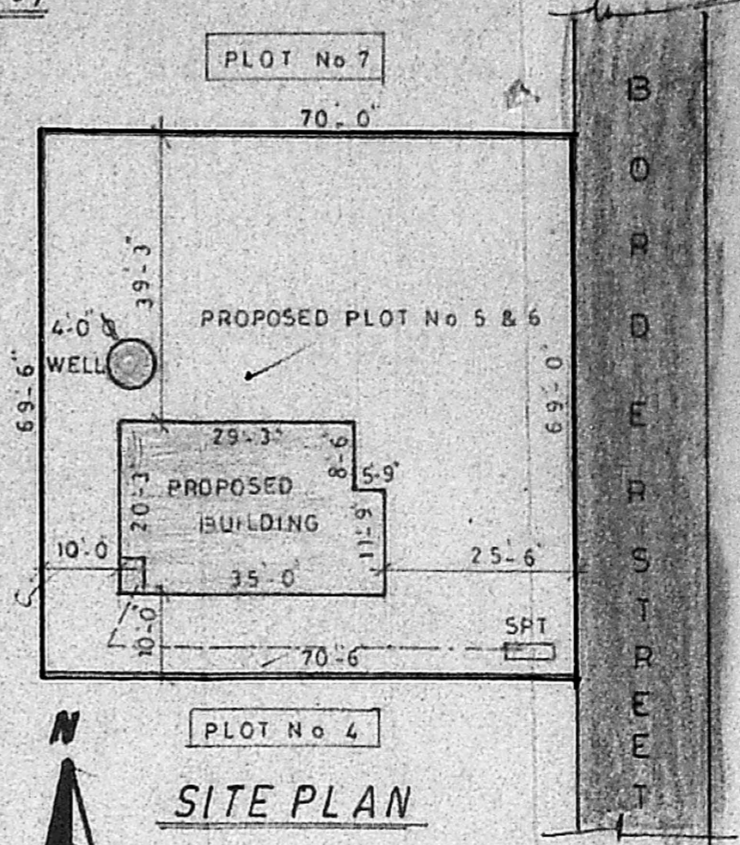 PLOT No 7
70'-0"
39'-3"
4'-0"
WELL
PROPOSED PLOT No 5 & 6
69'-6"
69'-0"
29'-3"
8'-6
5'-9"
20'-3"
PROPOSED
BUILDING
11'-9
10'-0
35'-0"
25'-6"
10'-0"
SPT
70'-6"
PLOT No 4
N
SITE PLAN
BORDER STREET